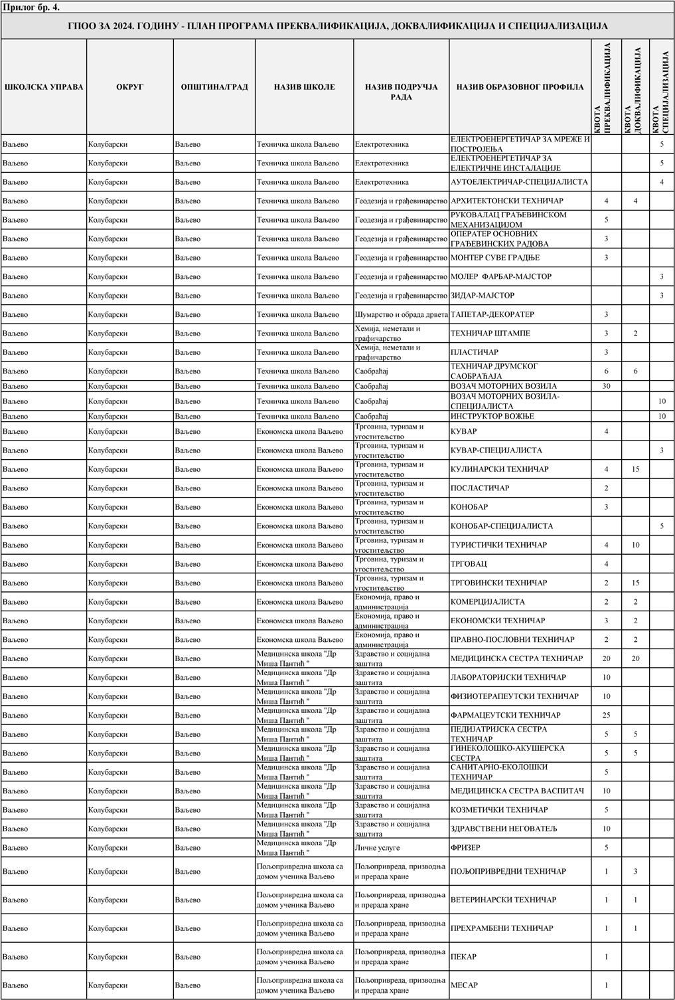 Прилог бр. 4.
ГПОО ЗА 2024. ГОДИНУ - ПЛАН ПРОГРАМА ПРЕКВАЛИФИКАЦИЈА, ДОКВАЛИФИКАЦИЈА И СПЕЦИЈАЛИЗАЦИЈА
ШКОЛСКА УПРАВА ОКРУГ ОПШТИНА/ГРАД НАЗИВ ШКОЛЕ НАЗИВ ПОДРУЧЈА РАДА НАЗИВ ОБРАЗОВНОГ ПРОФИЛА КВОТА ПРЕКВАЛИФИКАЦИЈА КВОТА ДОКВАЛИФИКАЦИЈА КВОТА СПЕЦИЈАЛИЗАЦИЈА
Ваљево Колубарски Ваљево Техничка школа Ваљево Електротехника ЕЛЕКТРОЕНЕРГЕТИЧАР ЗА МРЕЖЕ И ПОСТРОЈЕЊА 5
Ваљево Колубарски Ваљево Техничка школа Ваљево Електротехника ЕЛЕКТРОЕНЕРГЕТИЧАР ЗА ЕЛЕКТРИЧНЕ ИНСТАЛАЦИЈЕ 5
Ваљево Колубарски Ваљево Техничка школа Ваљево Електротехника АУТОЕЛЕКТРИЧАР-СПЕЦИЈАЛИСТА 4
Ваљево Колубарски Ваљево Техничка школа Ваљево Геодезија и грађевинарство АРХИТЕКТОНСКИ ТЕХНИЧАР 4 4
Ваљево Колубарски Ваљево Техничка школа Ваљево Геодезија и грађевинарство РУКОВАЛАЦ ГРАЂЕВИНСКОМ МЕХАНИЗАЦИЈОМ 5
Ваљево Колубарски Ваљево Техничка школа Ваљево Геодезија и грађевинарство ОПЕРАТЕР ОСНОВНИХ ГРАЂЕВИНСКИХ РАДОВА 3
Ваљево Колубарски Ваљево Техничка школа Ваљево Геодезија и грађевинарство МОНТЕР СУВЕ ГРАДЊЕ 3
Ваљево Колубарски Ваљево Техничка школа Ваљево Геодезија и грађевинарство МОЛЕР ФАРБАР-МАЈСТОР 3
Ваљево Колубарски Ваљево Техничка школа Ваљево Геодезија и грађевинарство ЗИДАР-МАЈСТОР 3
Ваљево Колубарски Ваљево Техничка школа Ваљево Шумарство и обрада дрвета ТАПЕТАР-ДЕКОРАТЕР 3
Ваљево Колубарски Ваљево Техничка школа Ваљево Хемија, неметали и графичарство ТЕХНИЧАР ШТАМПЕ 3 2
Ваљево Колубарски Ваљево Техничка школа Ваљево Хемија, неметали и графичарство ПЛАСТИЧАР 3
Ваљево Колубарски Ваљево Техничка школа Ваљево Саобраћај ТЕХНИЧАР ДРУМСКОГ САОБРАЋАЈА 6 6
Ваљево Колубарски Ваљево Техничка школа Ваљево Саобраћај ВОЗАЧ МОТОРНИХ ВОЗИЛА 30
Ваљево Колубарски Ваљево Техничка школа Ваљево Саобраћај ВОЗАЧ МОТОРНИХ ВОЗИЛА-СПЕЦИЈАЛИСТА 10
Ваљево Колубарски Ваљево Техничка школа Ваљево Саобраћај ИНСТРУКТОР ВОЖЊЕ 10
Ваљево Колубарски Ваљево Економска школа Ваљево Трговина, туризам и угоститељство КУВАР 4
Ваљево Колубарски Ваљево Економска школа Ваљево Трговина, туризам и угоститељство КУВАР-СПЕЦИЈАЛИСТА 3
Ваљево Колубарски Ваљево Економска школа Ваљево Трговина, туризам и угоститељство КУЛИНАРСКИ ТЕХНИЧАР 4 15
Ваљево Колубарски Ваљево Економска школа Ваљево Трговина, туризам и угоститељство ПОСЛАСТИЧАР 2
Ваљево Колубарски Ваљево Економска школа Ваљево Трговина, туризам и угоститељство КОНОБАР 3
Ваљево Колубарски Ваљево Економска школа Ваљево Трговина, туризам и угоститељство КОНОБАР-СПЕЦИЈАЛИСТА 5
Ваљево Колубарски Ваљево Економска школа Ваљево Трговина, туризам и угоститељство ТУРИСТИЧКИ ТЕХНИЧАР 4 10
Ваљево Колубарски Ваљево Економска школа Ваљево Трговина, туризам и угоститељство ТРГОВАЦ 4
Ваљево Колубарски Ваљево Економска школа Ваљево Трговина, туризам и угоститељство ТРГОВИНСКИ ТЕХНИЧАР 2 15
Ваљево Колубарски Ваљево Економска школа Ваљево Економија, право и администрација КОМЕРЦИЈАЛИСТА 2 2
Ваљево Колубарски Ваљево Економска школа Ваљево Економија, право и администрација ЕКОНОМСКИ ТЕХНИЧАР 3 2
Ваљево Колубарски Ваљево Економска школа Ваљево Економија, право и администрација ПРАВНО-ПОСЛОВНИ ТЕХНИЧАР 2 2
Ваљево Колубарски Ваљево Медицинска школа "Др Миша Пантић " Здравство и социјална заштита МЕДИЦИНСКА СЕСТРА ТЕХНИЧАР 20 20
Ваљево Колубарски Ваљево Медицинска школа "Др Миша Пантић " Здравство и социјална заштита ЛАБОРАТОРИЈСКИ ТЕХНИЧАР 10
Ваљево Колубарски Ваљево Медицинска школа "Др Миша Пантић " Здравство и социјална заштита ФИЗИОТЕРАПЕУТСКИ ТЕХНИЧАР 10
Ваљево Колубарски Ваљево Медицинска школа "Др Миша Пантић " Здравство и социјална заштита ФАРМАЦЕУТСКИ ТЕХНИЧАР 25
Ваљево Колубарски Ваљево Медицинска школа "Др Миша Пантић " Здравство и социјална заштита ПЕДИЈАТРИЈСКА СЕСТРА ТЕХНИЧАР 5 5
Ваљево Колубарски Ваљево Медицинска школа "Др Миша Пантић " Здравство и социјална заштита ГИНЕКОЛОШКО-АКУШЕРСКА СЕСТРА 5 5
Ваљево Колубарски Ваљево Медицинска школа "Др Миша Пантић " Здравство и социјална заштита САНИТАРНО-ЕКОЛОШКИ ТЕХНИЧАР 5
Ваљево Колубарски Ваљево Медицинска школа "Др Миша Пантић " Здравство и социјална заштита МЕДИЦИНСКА СЕСТРА ВАСПИТАЧ 10
Ваљево Колубарски Ваљево Медицинска школа "Др Миша Пантић " Здравство и социјална заштита КОЗМЕТИЧКИ ТЕХНИЧАР 5
Ваљево Колубарски Ваљево Медицинска школа "Др Миша Пантић " Здравство и социјална заштита ЗДРАВСТВЕНИ НЕГОВАТЕЉ 10
Ваљево Колубарски Ваљево Медицинска школа "Др Миша Пантић " Личне услуге ФРИЗЕР 5
Ваљево Колубарски Ваљево Пољопривредна школа са домом ученика Ваљево Пољопривреда, призводња и прерада хране ПОЉОПРИВРЕДНИ ТЕХНИЧАР 1 3
Ваљево Колубарски Ваљево Пољопривредна школа са домом ученика Ваљево Пољопривреда, призводња и прерада хране ВЕТЕРИНАРСКИ ТЕХНИЧАР 1 1
Ваљево Колубарски Ваљево Пољопривредна школа са домом ученика Ваљево Пољопривреда, призводња и прерада хране ПРЕХРАМБЕНИ ТЕХНИЧАР 1 1
Ваљево Колубарски Ваљево Пољопривредна школа са домом ученика Ваљево Пољопривреда, призводња и прерада хране ПЕКАР 1
Ваљево Колубарски Ваљево Пољопривредна школа са домом ученика Ваљево Пољопривреда, призводња и прерада хране МЕСАР 1